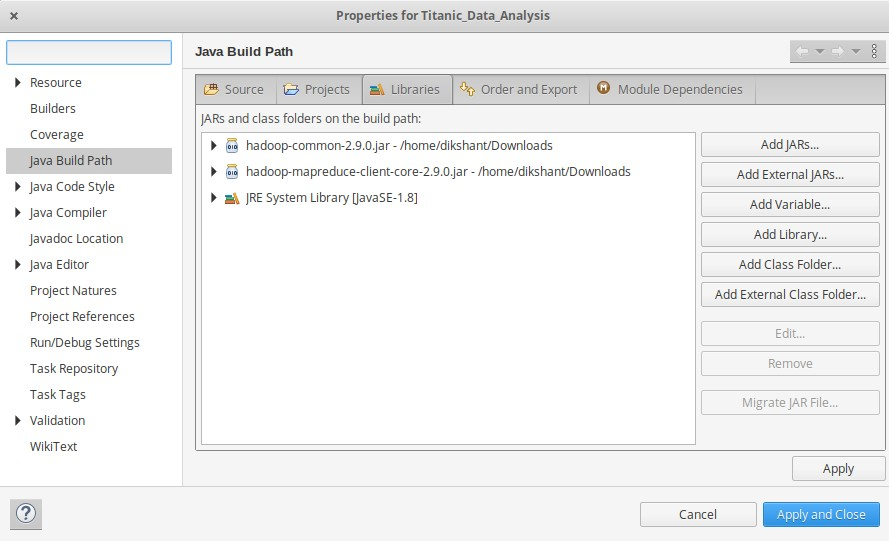 Properties for Titanic_Data_Analysis
Java Build Path
Resource
Builders
Coverage
Java Build Path
Java Code Style
Java Compiler
Javadoc Location
Java Editor
Project Natures
Project References
Run/Debug Settings
Task Repository
Task Tags
Validation
WikiText
Source
Projects
Libraries
Order and Export
Module Dependencies
JARs and class folders on the build path:
hadoop-common-2.9.0.jar - /home/dikshant/Downloads
hadoop-mapreduce-client-core-2.9.0.jar - /home/dikshant/Downloads
JRE System Library [JavaSE-1.8]
Add JARs...
Add External JARs...
Add Variable...
Add Library...
Add Class Folder...
Add External Class Folder...
Edit...
Remove
Migrate JAR File...
Apply
Cancel
Apply and Close